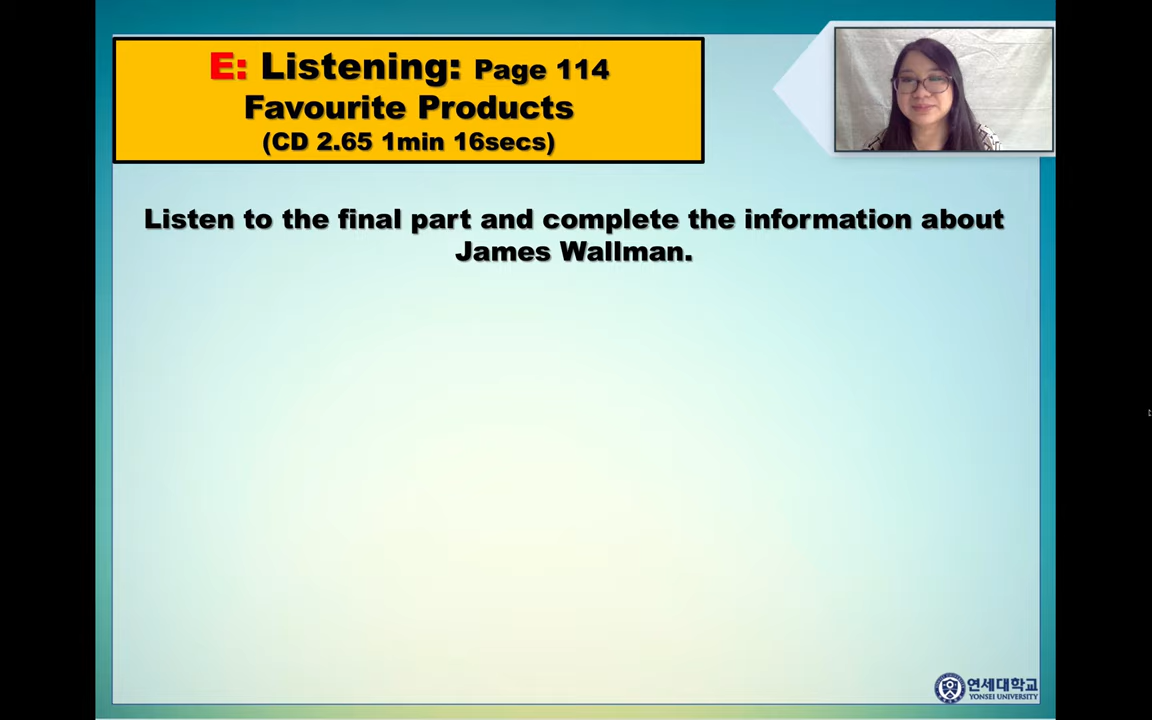 E: Listening: Page 114
Favourite Products
(CD 2.65 1min 16secs)
Listen to the final part and complete the information about
James Wallman.
연세대학교
YONSEI UNIVERSITY